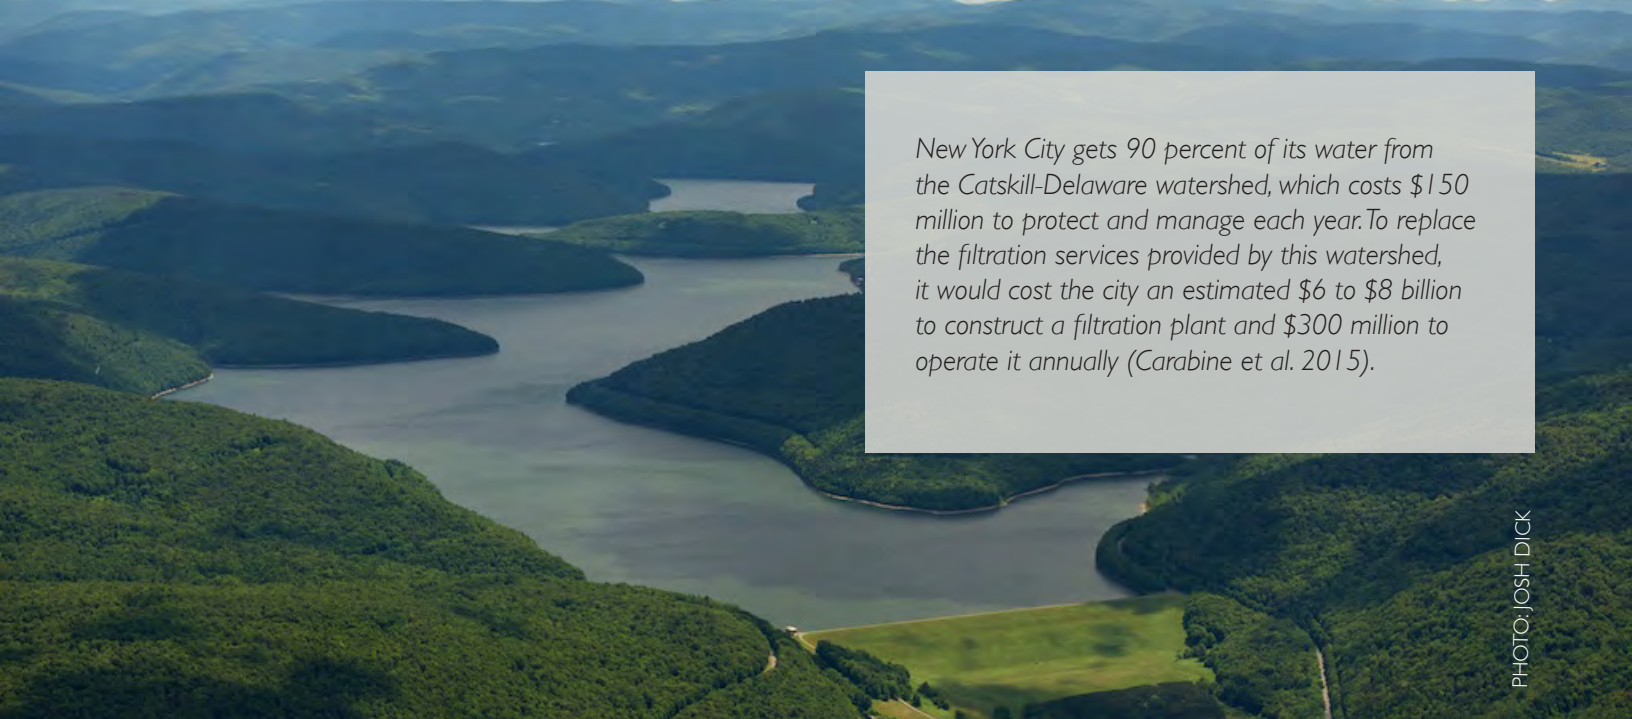 New York City gets 90 percent of its water from
the Catskill-Delaware watershed, which costs $150
million to protect and manage each year. To replace
the filtration services provided by this watershed,
it would cost the city an estimated $6 to $8 billion
to construct a filtration plant and $300 million to
operate it annually (Carabine et al. 2015).
PHOTO: JOSH DICK